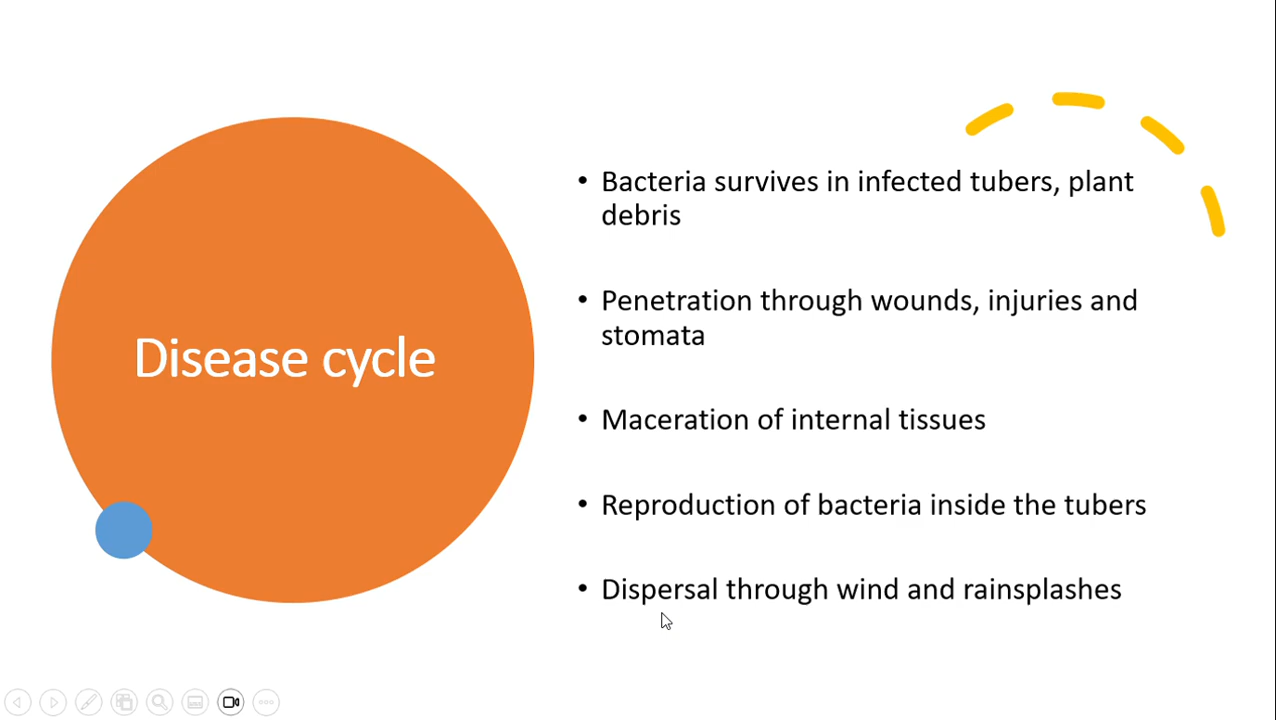 Disease cycle
• Bacteria survives in infected tubers, plant
debris
• Penetration through wounds, injuries and
stomata
• Maceration of internal tissues
• Reproduction of bacteria inside the tubers
• Dispersal through wind and rainsplashes